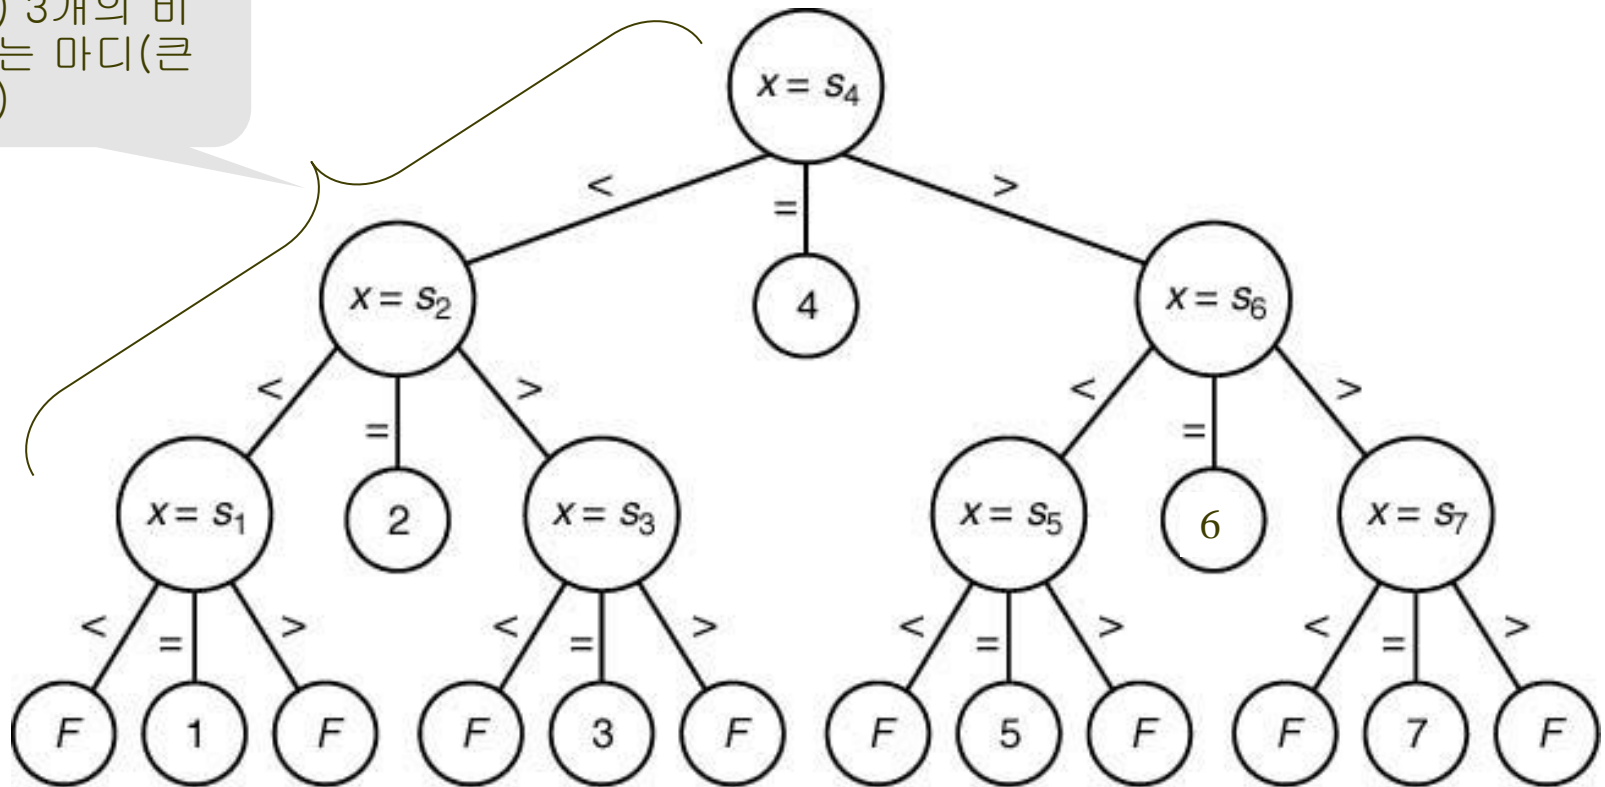 ) 3개의 비
는 마디(큰
)
x = s4
< = >
x = s2 4 x = s6
< = > < = >
x = s1 2 x = s3 x = s5 6 x = s7
< = > < = > < = > < = >
F 1 F F 3 F F 5 F F 7 F